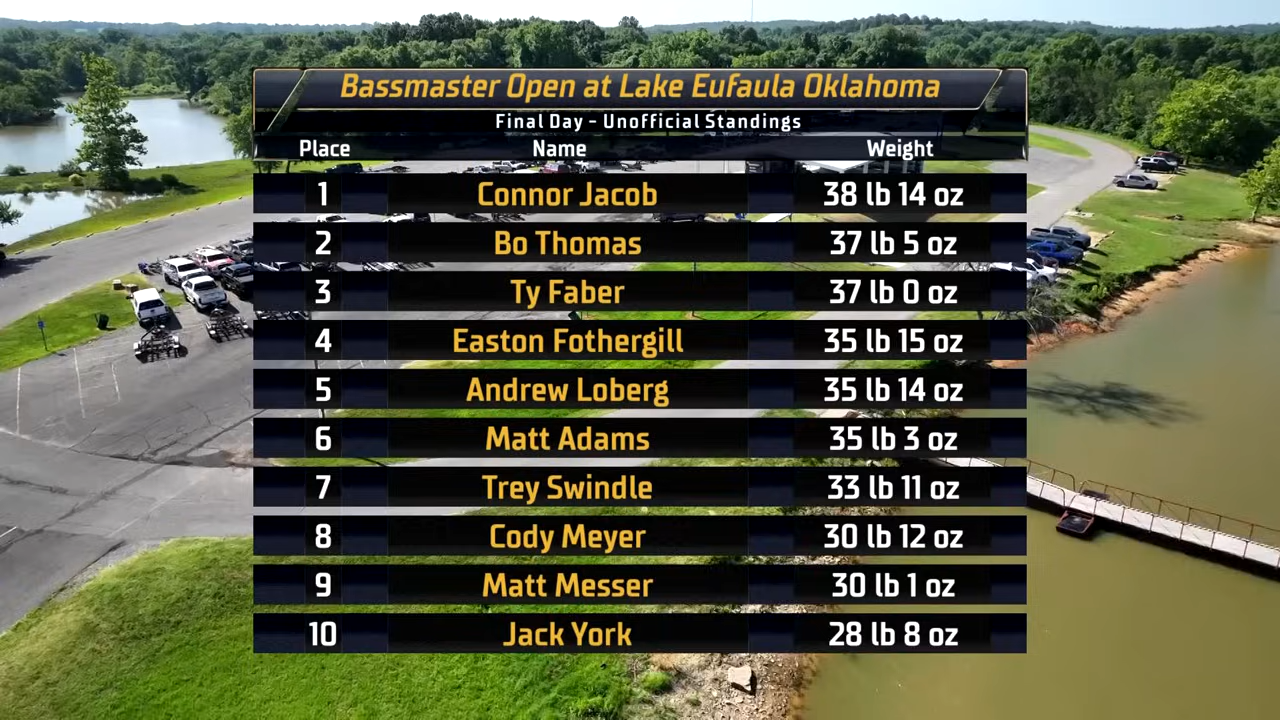 Bassmaster Open at Lake Eufaula Oklahoma
Final Day - Unofficial Standings
Place Name Weight
1 Connor Jacob 38 lb 14 oz
2 Bo Thomas 37 lb 5 oz
3 Ty Faber 37 lb 0 oz
4 Easton Fothergill 35 lb 15 oz
5 Andrew Loberg 35 lb 14 oz
6 Matt Adams 35 lb 3 oz
7 Trey Swindle 33 lb 11 oz
8 Cody Meyer 30 lb 12 oz
9 Matt Messer 30 lb 1 oz
10 Jack York 28 lb 8 oz